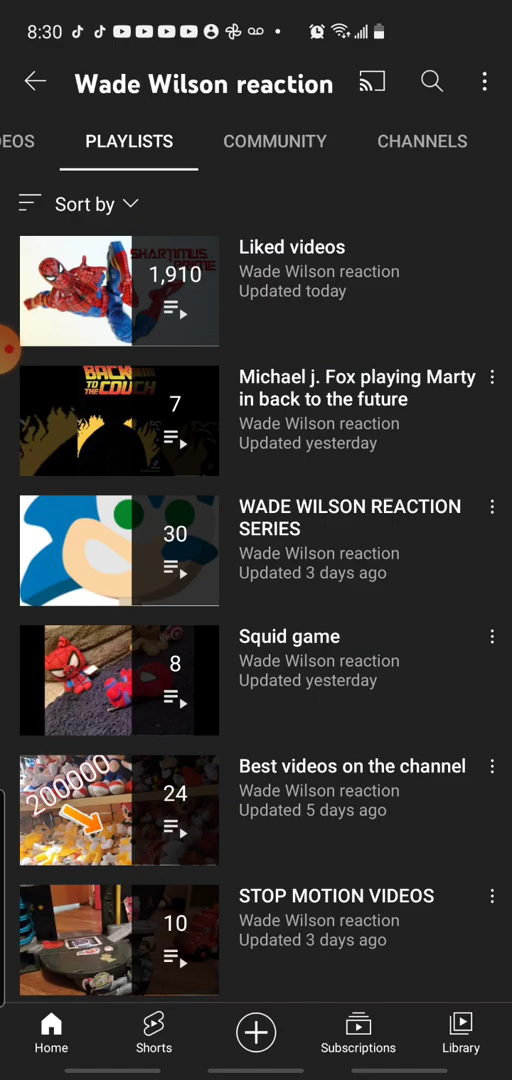 8:30
Wade Wilson reaction
EOS PLAYLISTS COMMUNITY CHANNELS
Sort by
SHARTIMUS
PRIME
1,910
Liked videos
Wade Wilson reaction
Updated today
BACK
TO THE COUCH
7
Michael j. Fox playing Marty
in back to the future
Wade Wilson reaction
Updated yesterday
30
WADE WILSON REACTION
SERIES
Wade Wilson reaction
Updated 3 days ago
8
Squid game
Wade Wilson reaction
Updated yesterday
200000
24
Best videos on the channel
Wade Wilson reaction
Updated 5 days ago
10
STOP MOTION VIDEOS
Wade Wilson reaction
Updated 3 days ago
Home Shorts Subscriptions Library